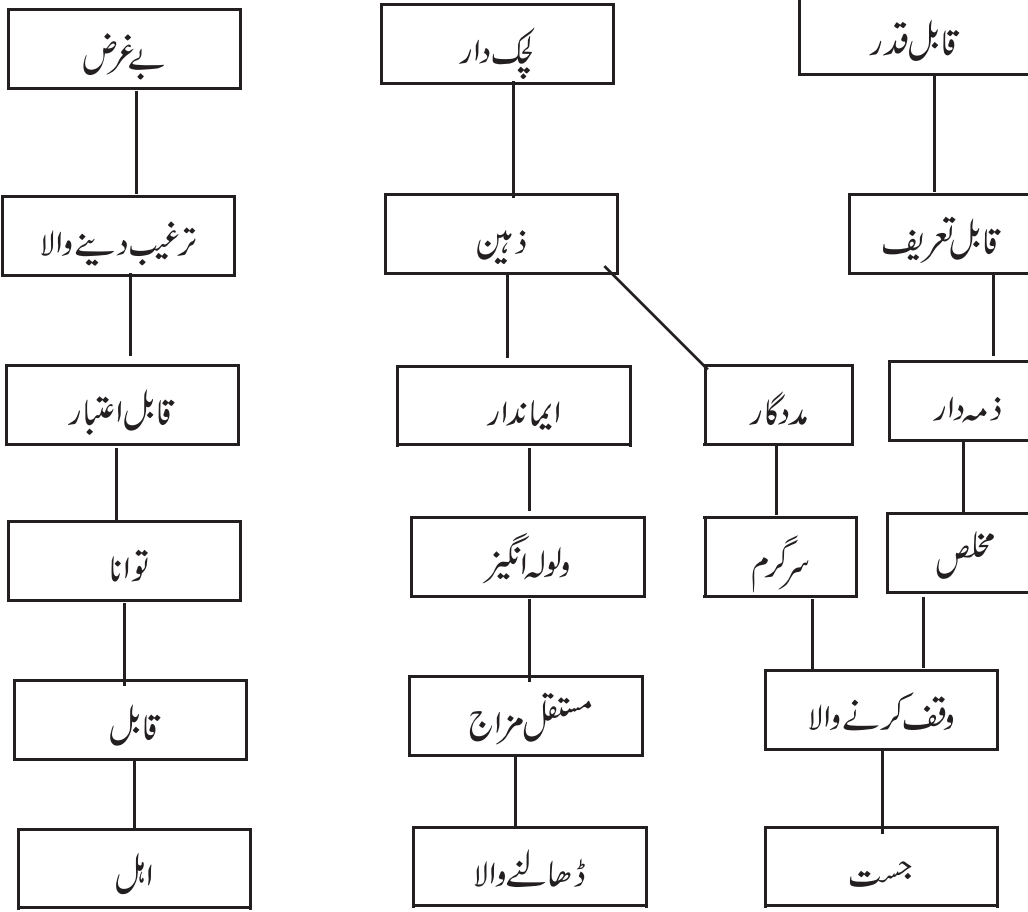 قابل قدر
لچک دار
بے غرض
قابل تعریف
ذہین
ترغیب دینے والا
ذمہ دار
مددگار
ایماندار
قابل اعتبار
مخلص
سرگرم
ولولہ انگیز
توانا
وقف کرنے والا
مستقل مزاج
قابل
جست
ڈھالنے والا
اہل